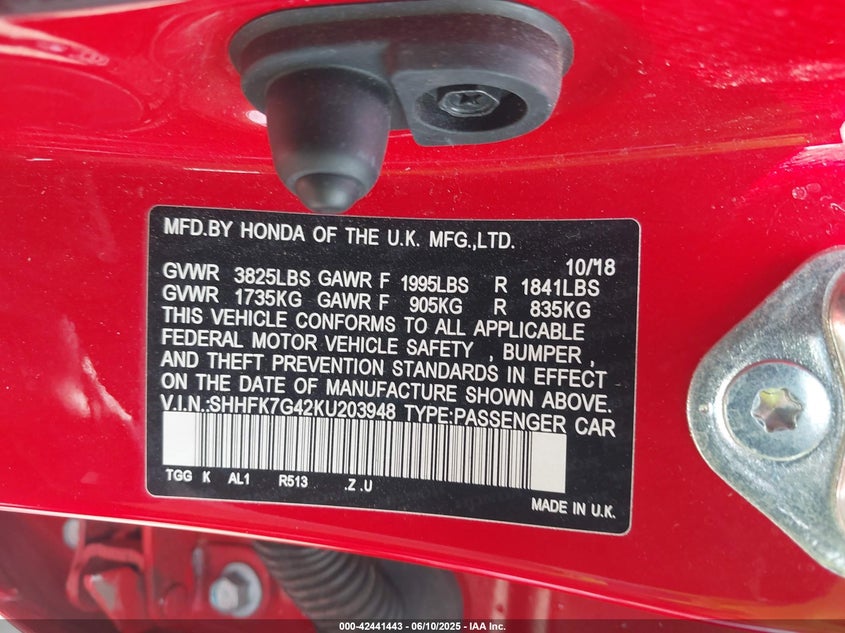 MFD.BY HONDA OF THE U.K. MFG.,LTD.
10/'18
GVWR 3825LBS GAWR F 1995LBS R 1841LBS
GVWR 1735KG GAWR F 905KG R 835KG
THIS VEHICLE CONFORMS TO ALL APPLICABLE
FEDERAL MOTOR VEHICLE SAFETY , BUMPER ,
AND THEFT PREVENTION STANDARDS IN EFFECT
ON THE DATE OF MANUFACTURE SHOWN ABOVE.
V.I.N.:SHHFK7G42KU203948 TYPE:PASSENGER CAR
TGG K AL1 R513 .Z .U
MADE IN U.K.
000-42441443 - 06/10/2025 - IAA Inc.